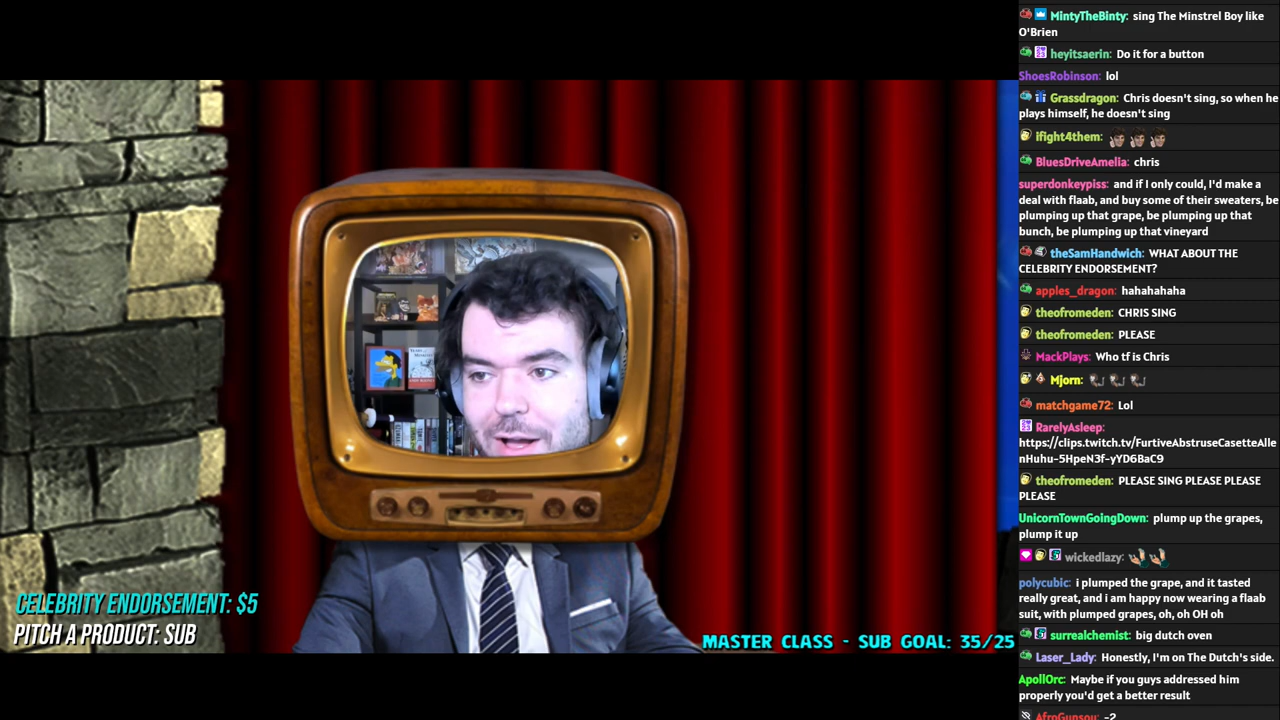 MintyTheBinty: sing The Minstrel Boy like
O'Brien
heyitsaerin: Do it for a button
ShoesRobinson: lol
Grassdragon: Chris doesn't sing, so when he
plays himself, he doesn't sing
ifight4them:
BluesDriveAmelia: chris
superdonkeypiss: and if I only could, I'd make a
deal with flaab, and buy some of their sweaters, be
plumping up that grape, be plumping up that
bunch, be plumping up that vineyard
theSamHandwich: WHAT ABOUT THE
CELEBRITY ENDORSEMENT?
apples_dragon: hahahahaha
theofromeden: CHRIS SING
theofromeden: PLEASE
MackPlays: Who tf is Chris
Mjorn:
matchgame72: Lol
RarelyAsleep:
https://clips.twitch.tv/FurtiveAbstruseCasetteAlle
nHuhu-5HpeN3f-yYD6BaC9
theofromeden: PLEASE SING PLEASE PLEASE
PLEASE
UnicornTownGoingDown: plump up the grapes,
plump it up
wickedlazy:
polycubic: i plumped the grape, and it tasted
really great, and i am happy now wearing a flaab
suit, with plumped grapes, oh, oh OH oh
surrealchemist: big dutch oven
Laser_Lady: Honestly, I'm on The Dutch's side.
ApollOrc: Maybe if you guys addressed him
properly you'd get a better result
AfroGunsou: -2
CELEBRITY ENDORSEMENT: $5
PITCH A PRODUCT: SUB
MASTER CLASS - SUB GOAL: 35/25